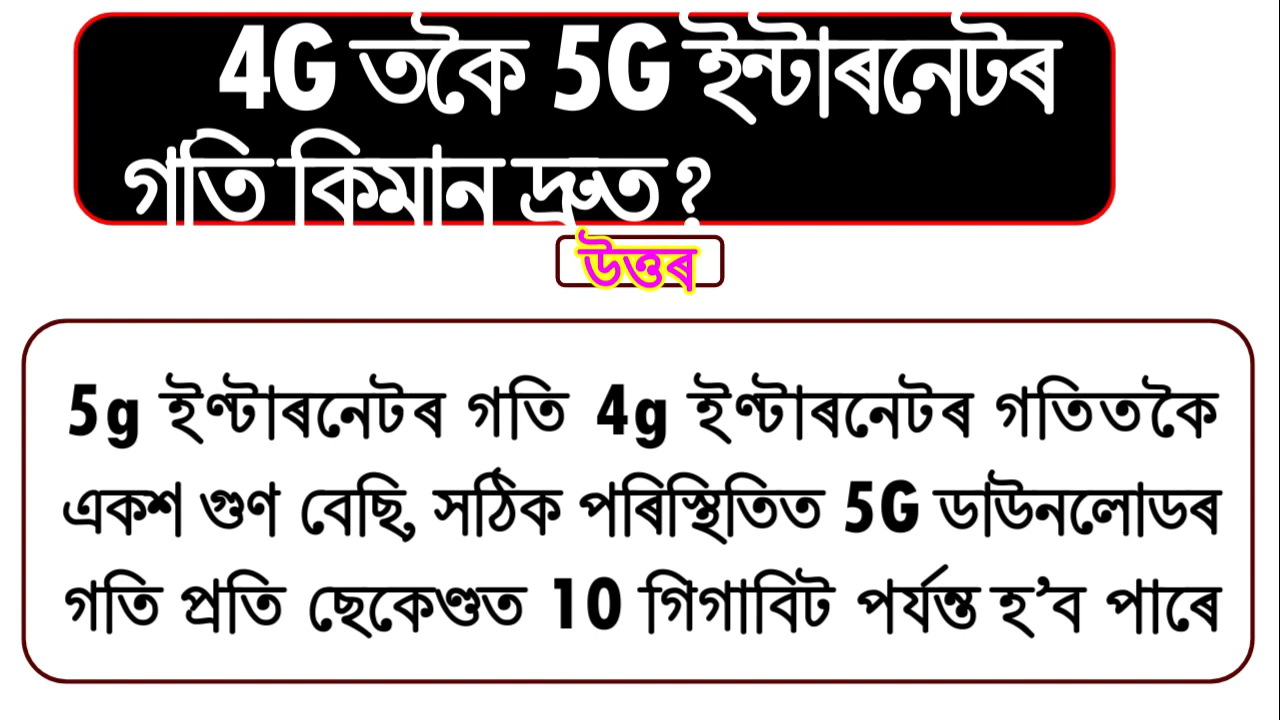 4G তকৈ 5G ইন্টাৰনেটৰ
গতি কিমান দ্ৰুত?
উত্তৰ
5g ইণ্টাৰনেটৰ গতি 4g ইণ্টাৰনেটৰ গতিতকৈ
একশ গুণ বেছি, সঠিক পৰিস্থিতিত 5G ডাউনলোডৰ
গতি প্ৰতি ছেকেণ্ডত 10 গিগাবিট পৰ্যন্ত হ’ব পাৰে